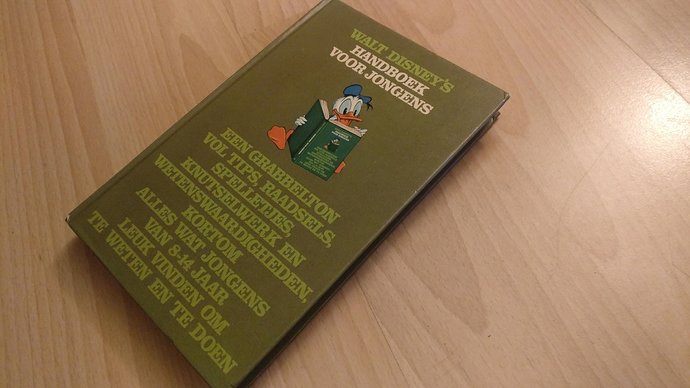 WALT DISNEY'S
HANDBOEK
VOOR JONGENS
EEN GRABBELTON
VOL TIPS, RAADSELS,
SPELLETJES,
KNUTSELWERK EN
WETENSWAARDIGHEDEN,
KORTOM
ALLES WAT JONGENS
VAN 8-14 JAAR
LEUK VINDEN OM
TE WETEN EN TE DOEN